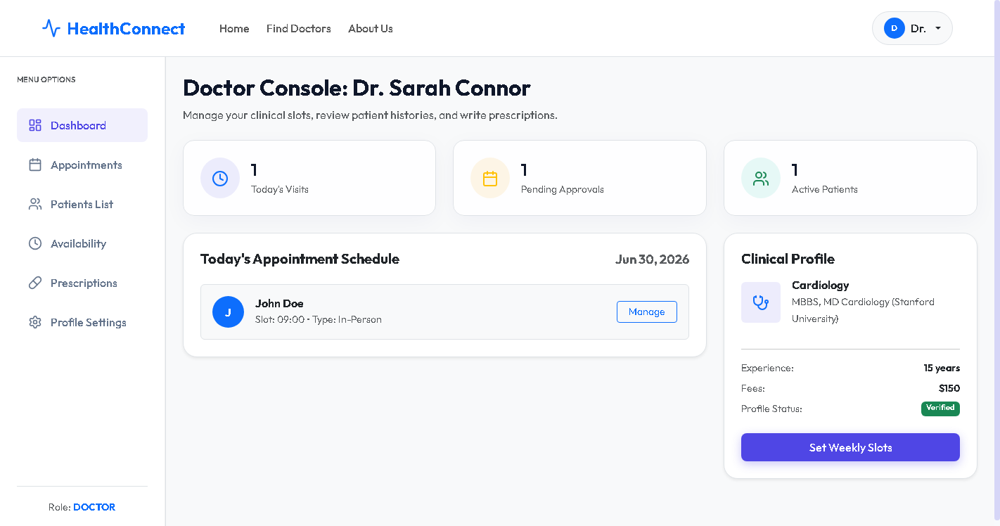 HealthConnect
Home
Find Doctors
About Us
D
Dr.
MENU OPTIONS
Dashboard
Appointments
Patients List
Availability
Prescriptions
Profile Settings
Role: DOCTOR
Doctor Console: Dr. Sarah Connor
Manage your clinical slots, review patient histories, and write prescriptions.
1
Today's Visits
1
Pending Approvals
1
Active Patients
Today's Appointment Schedule
Jun 30, 2026
J
John Doe
Slot: 09:00 • Type: In-Person
Manage
Clinical Profile
Cardiology
MBBS, MD Cardiology (Stanford
University)
Experience:
15 years
Fees:
$150
Profile Status:
Verified
Set Weekly Slots